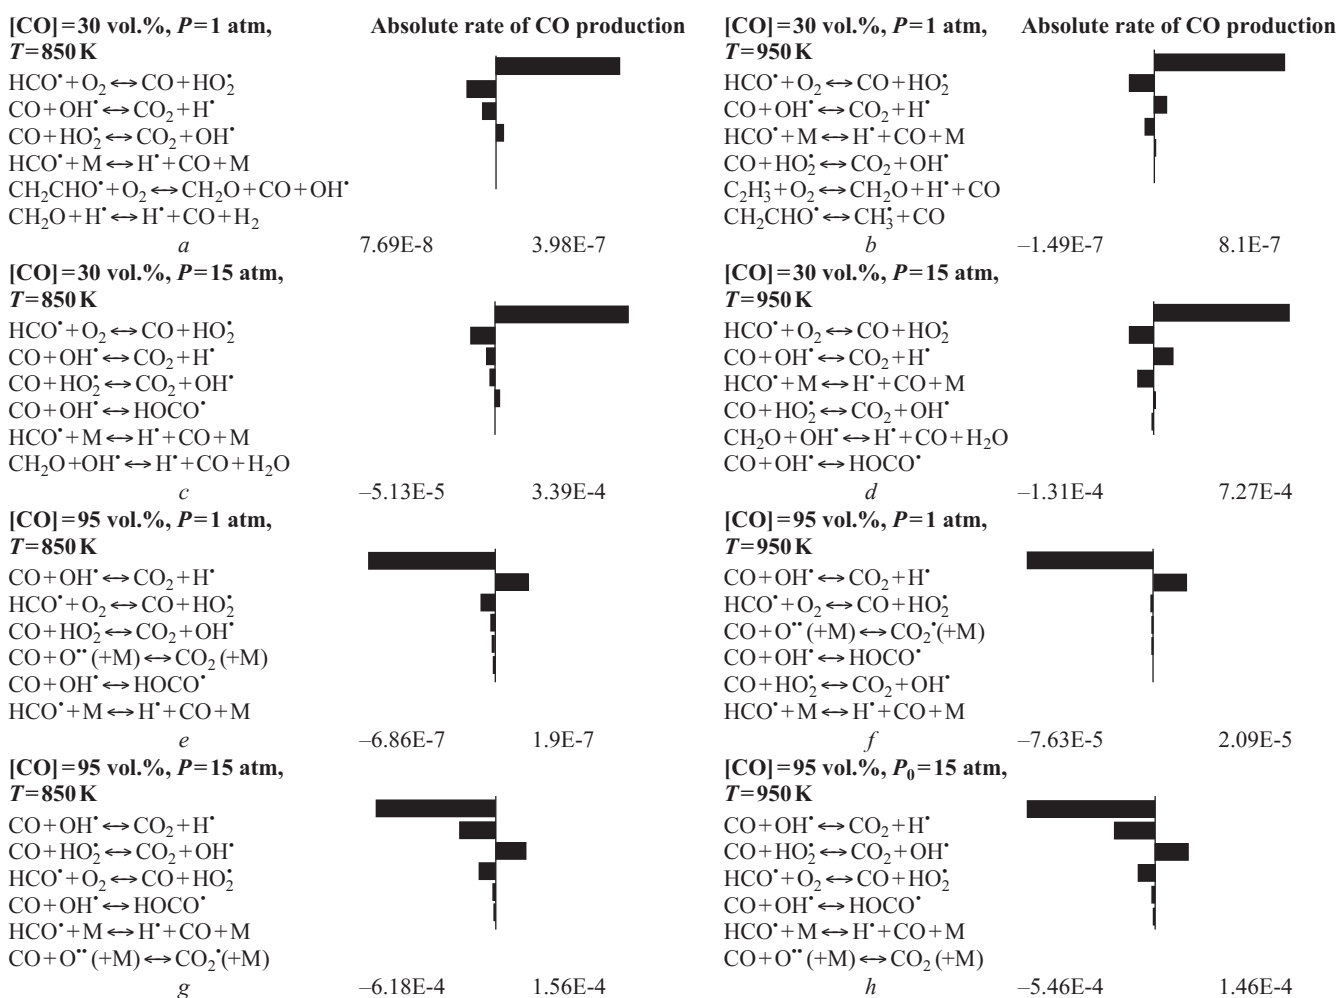 [CO]=30 vol.%, P=1 atm, Absolute rate of CO production
T=850 K
HCO•+O₂↔CO+HO₂•
CO+OH•↔CO₂+H•
CO+HO₂•↔CO₂+OH•
HCO•+M↔H•+CO+M
CH₂CHO•+O₂↔CH₂O+CO+OH•
CH₂O+H•↔H•+CO+H₂
a 7.69E-8 3.98E-7
[CO]=30 vol.%, P=1 atm, Absolute rate of CO production
T=950 K
HCO•+O₂↔CO+HO₂•
CO+OH•↔CO₂+H•
HCO•+M↔H•+CO+M
CO+HO₂•↔CO₂+OH•
C₂H₃•+O₂↔CH₂O+H•+CO
CH₂CHO•↔CH₃•+CO
b –1.49E-7 8.1E-7
[CO]=30 vol.%, P=15 atm,
T=850 K
HCO•+O₂↔CO+HO₂•
CO+OH•↔CO₂+H•
CO+HO₂•↔CO₂+OH•
CO+OH•↔HOCO•
HCO•+M↔H•+CO+M
CH₂O+OH•↔H•+CO+H₂O
c –5.13E-5 3.39E-4
[CO]=30 vol.%, P=15 atm,
T=950 K
HCO•+O₂↔CO+HO₂•
CO+OH•↔CO₂+H•
HCO•+M↔H•+CO+M
CO+HO₂•↔CO₂+OH•
CH₂O+OH•↔H•+CO+H₂O
CO+OH•↔HOCO•
d –1.31E-4 7.27E-4
[CO]=95 vol.%, P=1 atm,
T=850 K
CO+OH•↔CO₂+H•
HCO•+O₂↔CO+HO₂•
CO+HO₂•↔CO₂+OH•
CO+O•• (+M)↔CO₂ (+M)
CO+OH•↔HOCO•
HCO•+M↔H•+CO+M
e –6.86E-7 1.9E-7
[CO]=95 vol.%, P=1 atm,
T=950 K
CO+OH•↔CO₂+H•
HCO•+O₂↔CO+HO₂•
CO+O•• (+M)↔CO₂•(+M)
CO+OH•↔HOCO•
CO+HO₂•↔CO₂+OH•
HCO•+M↔H•+CO+M
f –7.63E-5 2.09E-5
[CO]=95 vol.%, P=15 atm,
T=850 K
CO+OH•↔CO₂+H•
CO+HO₂•↔CO₂+OH•
HCO•+O₂↔CO+HO₂•
CO+OH•↔HOCO•
HCO•+M↔H•+CO+M
CO+O•• (+M)↔CO₂•(+M)
g –6.18E-4 1.56E-4
[CO]=95 vol.%, P₀=15 atm,
T=950 K
CO+OH•↔CO₂+H•
CO+HO₂•↔CO₂+OH•
HCO•+O₂↔CO+HO₂•
CO+OH•↔HOCO•
HCO•+M↔H•+CO+M
CO+O•• (+M)↔CO₂ (+M)
h –5.46E-4 1.46E-4